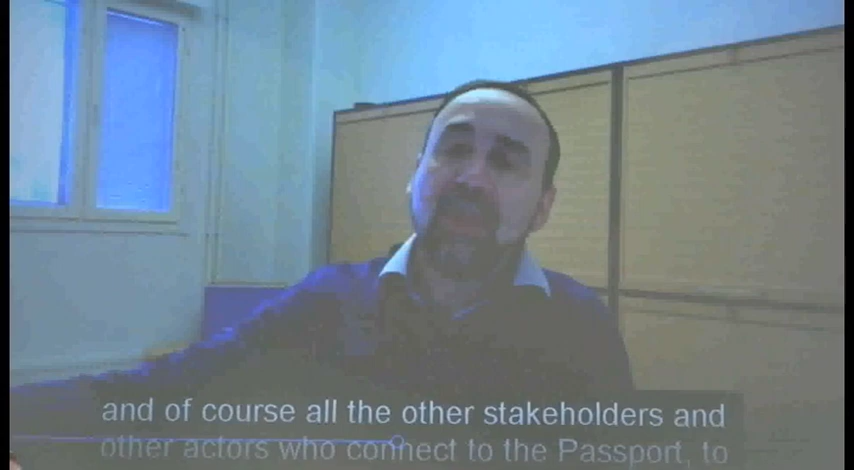 and of course all the other stakeholders and
other actors who connect to the Passport, to